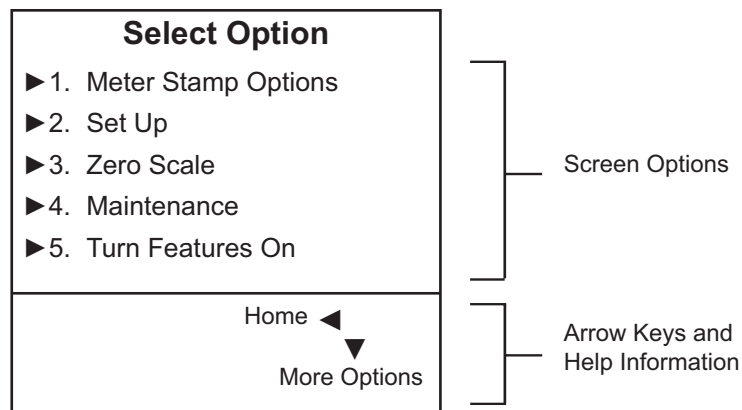 Select Option
►1. Meter Stamp Options
►2. Set Up
►3. Zero Scale
►4. Maintenance
►5. Turn Features On
Home ◄
▼
More Options
Screen Options
Arrow Keys and
Help Information